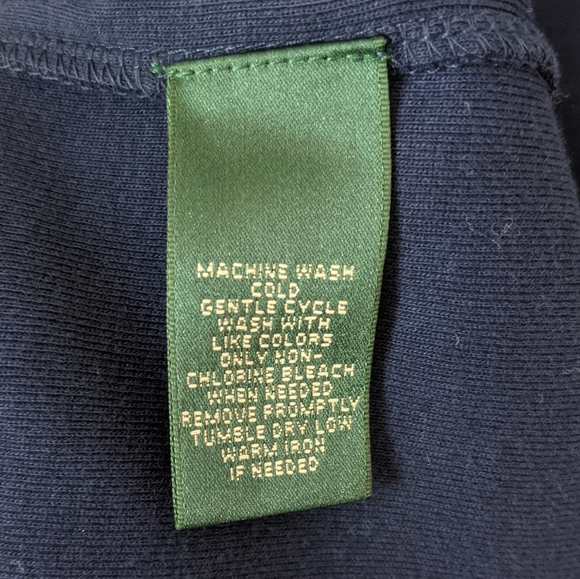 MACHINE WASH
COLD
GENTLE CYCLE
WASH WITH
LIKE COLORS
ONLY NON-
CHLORINE BLEACH
WHEN NEEDED
REMOVE PROMPTLY
TUMBLE DRY LOW
WARM IRON
IF NEEDED